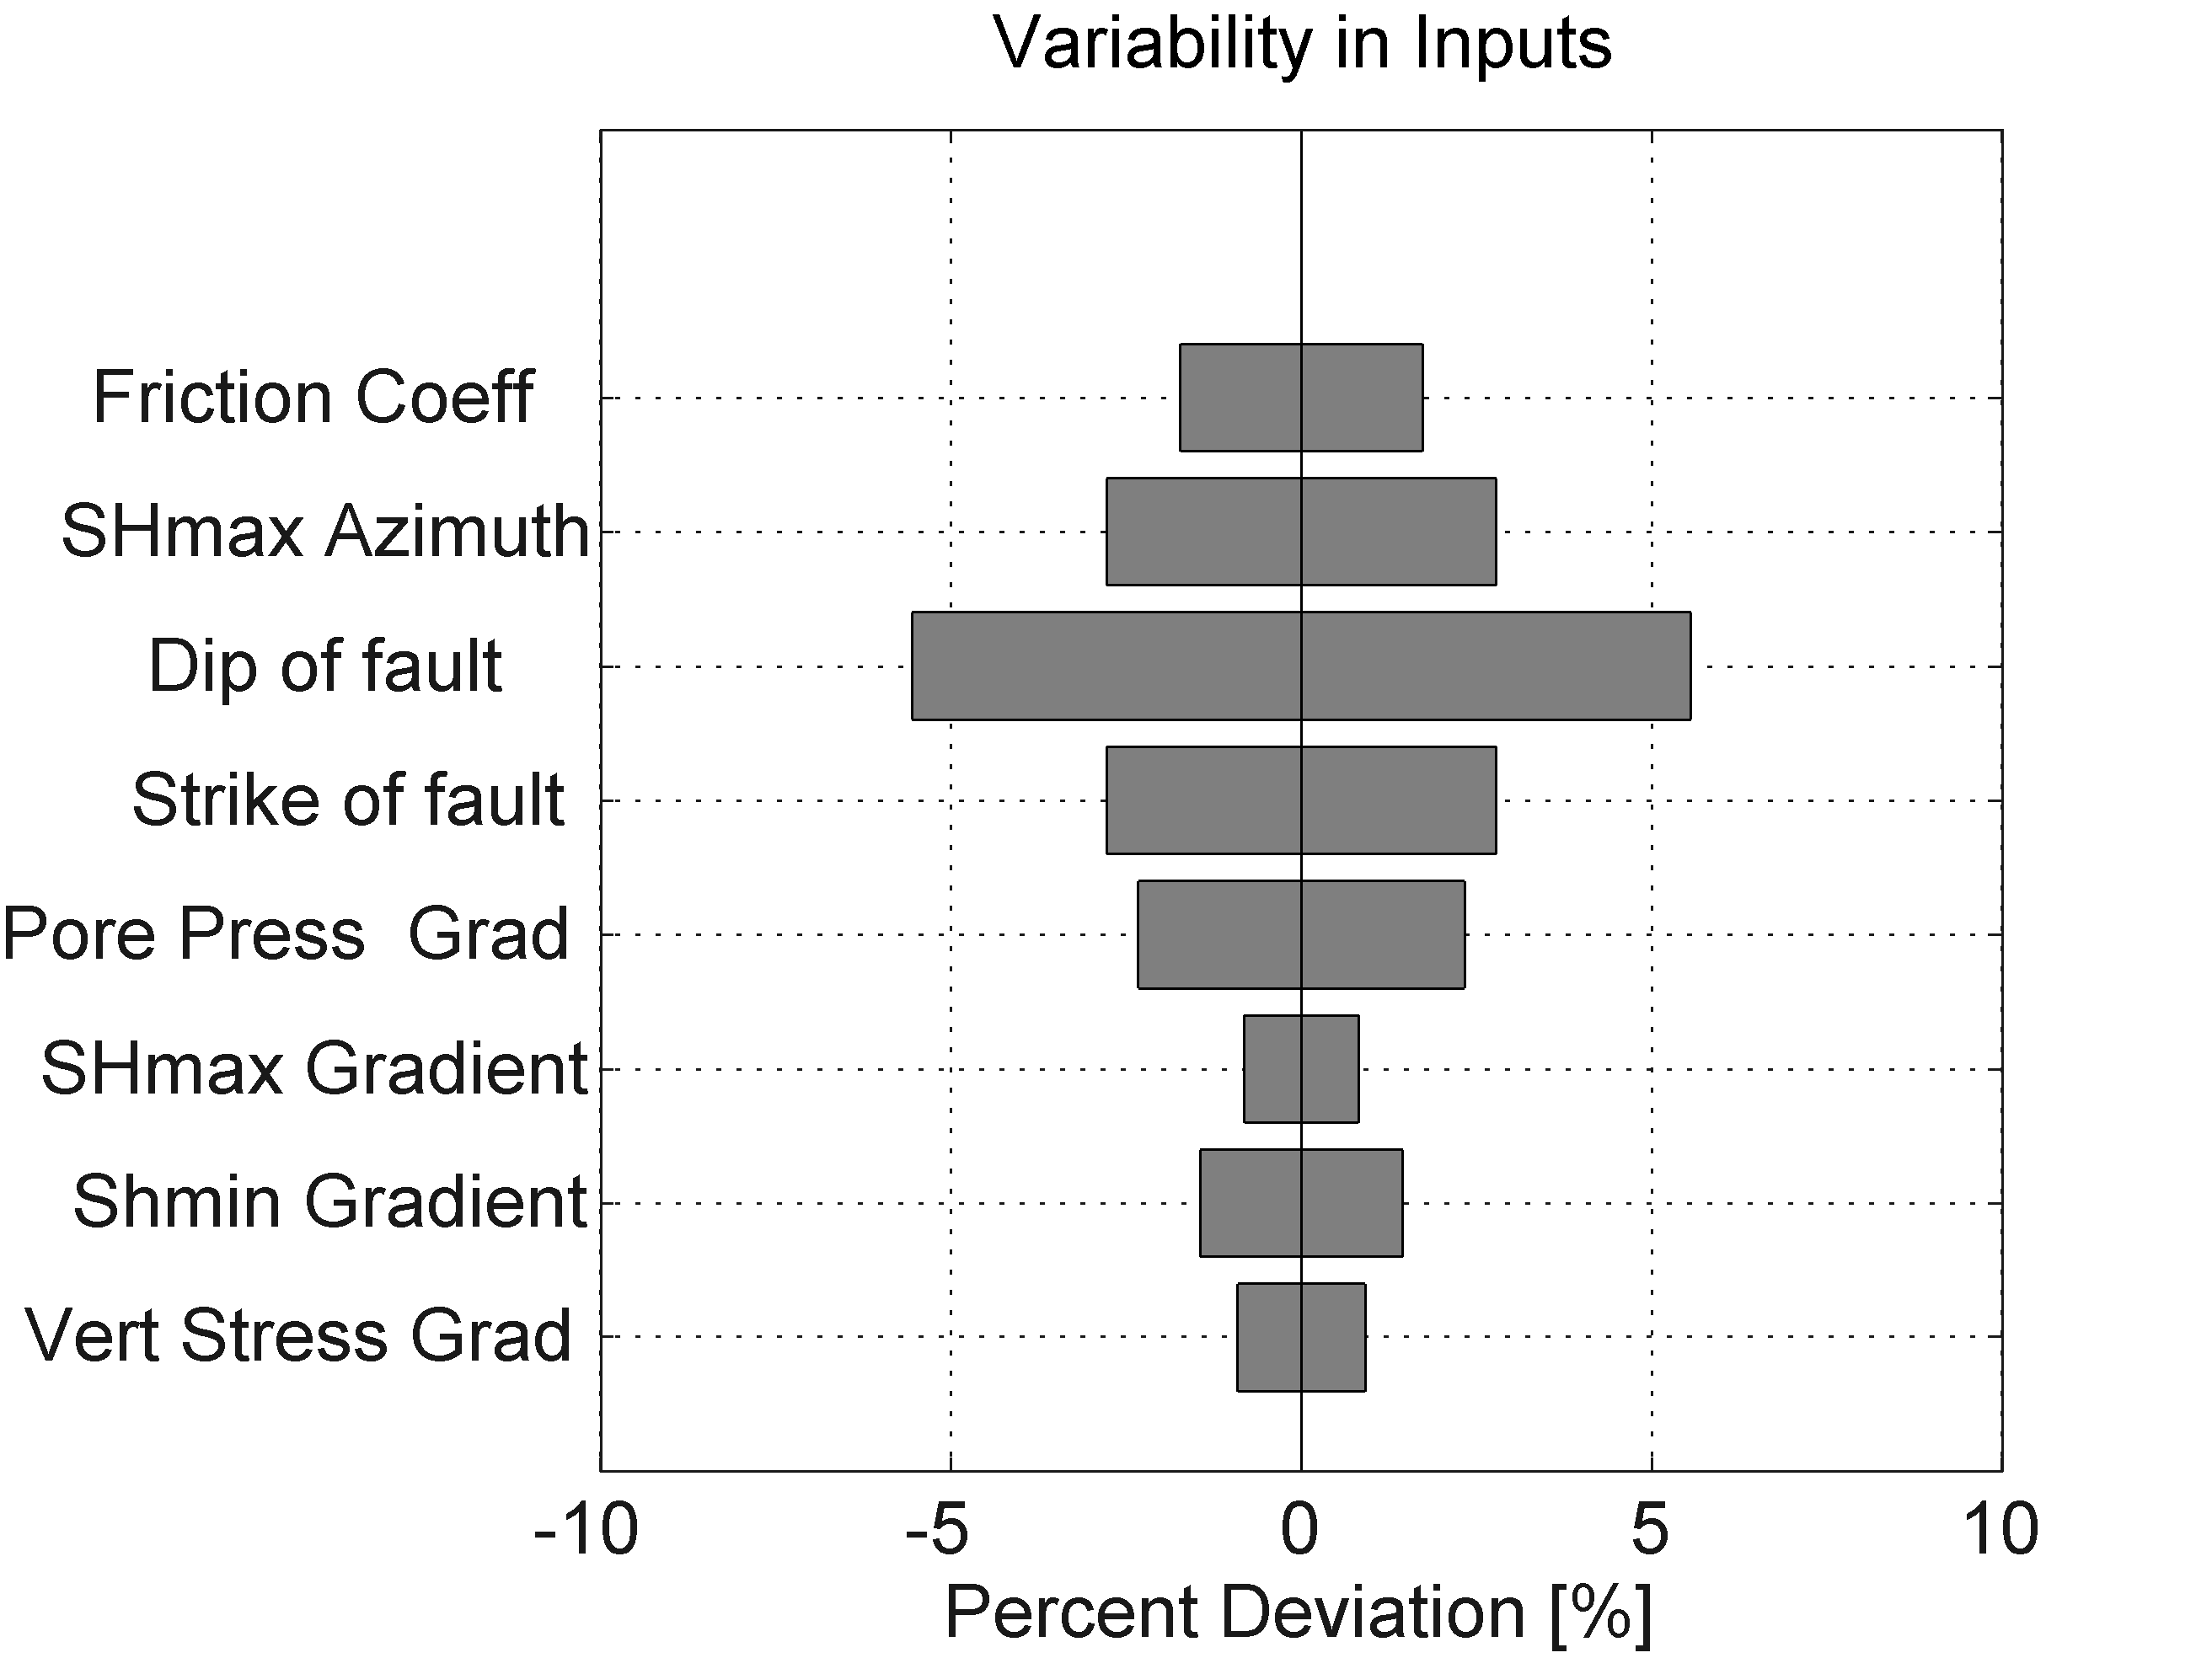 Variability in Inputs
Friction Coeff
SHmax Azimuth
Dip of fault
Strike of fault
Pore Press  Grad
SHmax Gradient
Shmin Gradient
Vert Stress Grad
-10 -5 0 5 10
Percent Deviation [%]